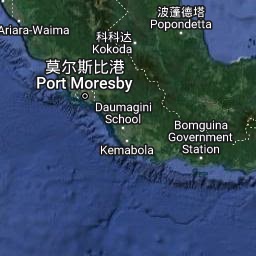 波蓬德塔
Popondetta
Ariara-Waima
科科达
Kokoda
莫尔斯比港
Port Moresby
Daumagini
School
Bomguina
Government
Station
Kemabola